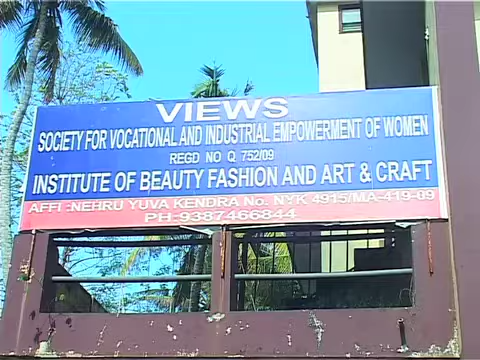 VIEWS
SOCIETY FOR VOCATIONAL AND INDUSTRIAL EMPOWERMENT OF WOMEN
REGD NO Q 752/09
INSTITUTE OF BEAUTY FASHION AND ART & CRAFT
AFFI :NEHRU YUVA KENDRA No. NYK 4915/MA-419-09
PH-9387466844